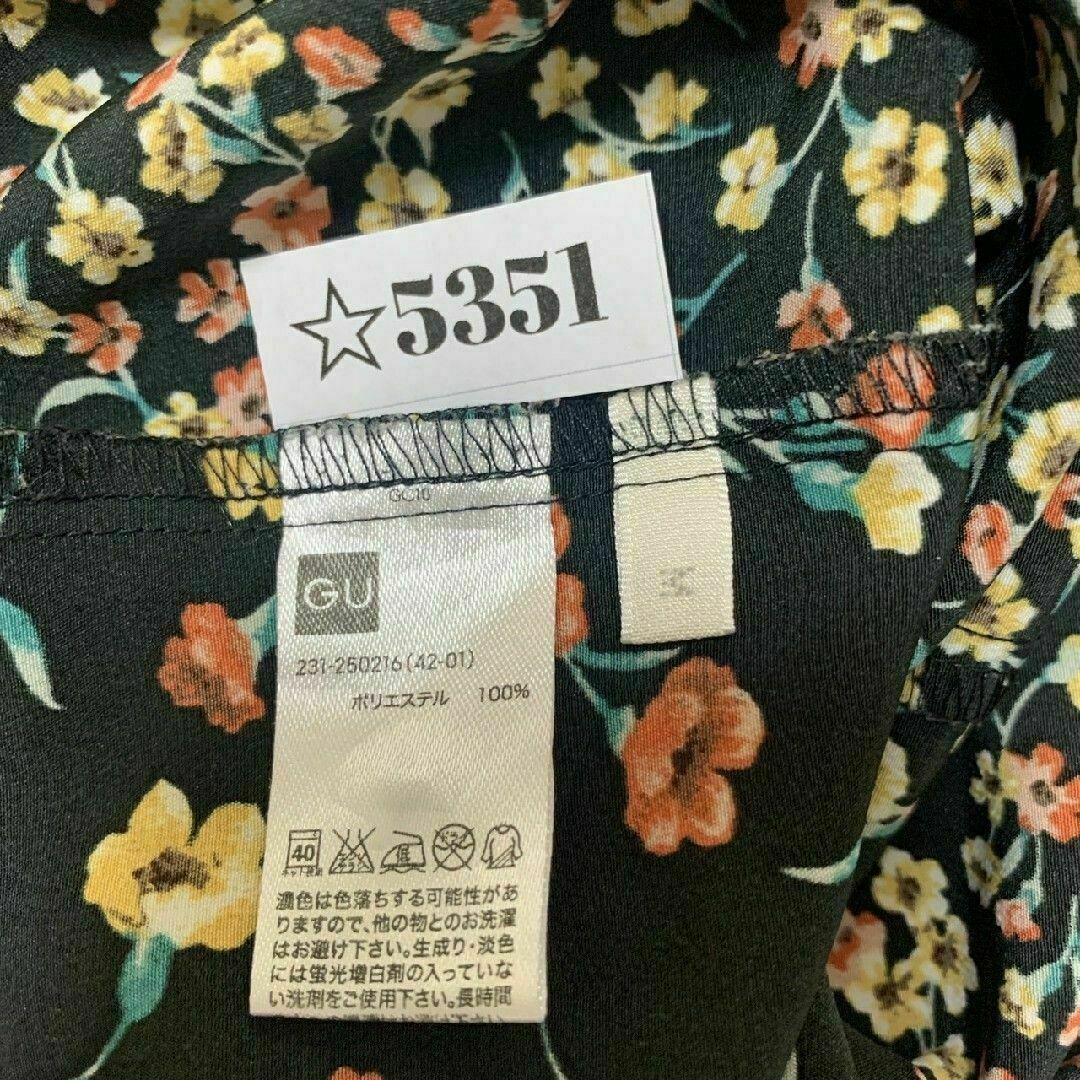 ☆5351
GU
231-250216(42-01)
ポリエステル 100%
40
低
濃色は色落ちする可能性があ
りますので、他の物とのお洗濯
はお避け下さい。生成り・淡色
には蛍光増白剤の入っていな
い洗剤をご使用下さい。長時間